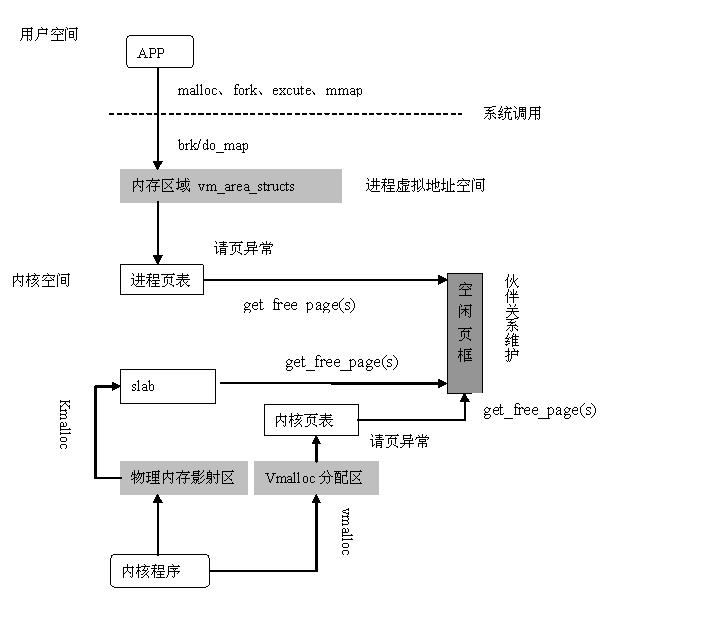 用户空间
APP
malloc、fork、excute、mmap
系统调用
brk/do_map
内存区域 vm_area_structs
进程虚拟地址空间
请页异常
内核空间
进程页表
get free page(s)
空闲页框
伙伴关系维护
get_free_page(s)
slab
Kmalloc
内核页表
get_free_page(s)
请页异常
物理内存影射区
Vmalloc 分配区
vmalloc
内核程序